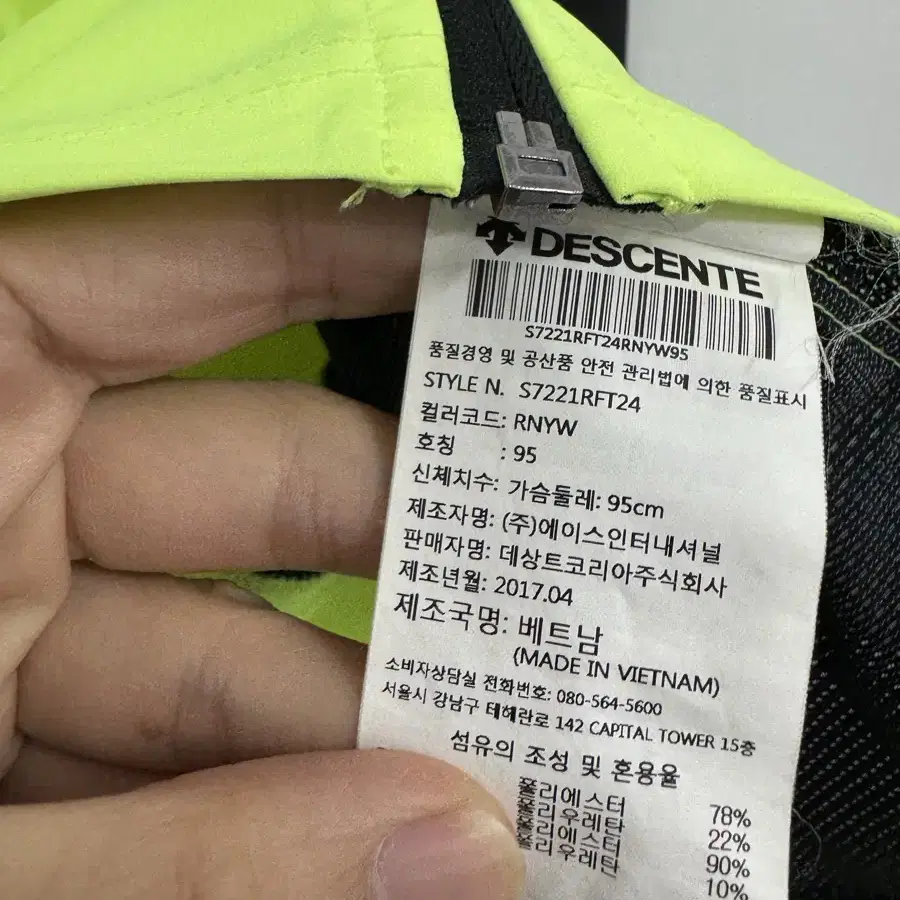 DESCENTE
S7221RFT24RNYW95
품질경영 및 공산품 안전 관리법에 의한 품질표시
STYLE N. S7221RFT24
컬러코드: RNYW
호칭 : 95
신체치수: 가슴둘레: 95cm
제조자명: (주)에이스인터내셔널
판매자명: 데상트코리아주식회사
제조년월: 2017.04
제조국명: 베트남
(MADE IN VIETNAM)
소비자상담실 전화번호: 080-564-5600
서울시 강남구 테헤란로 142 CAPITAL TOWER 15층
섬유의 조성 및 혼용율
폴리에스터 78%
폴리우레탄 22%
폴리에스터 90%
폴리우레탄 10%